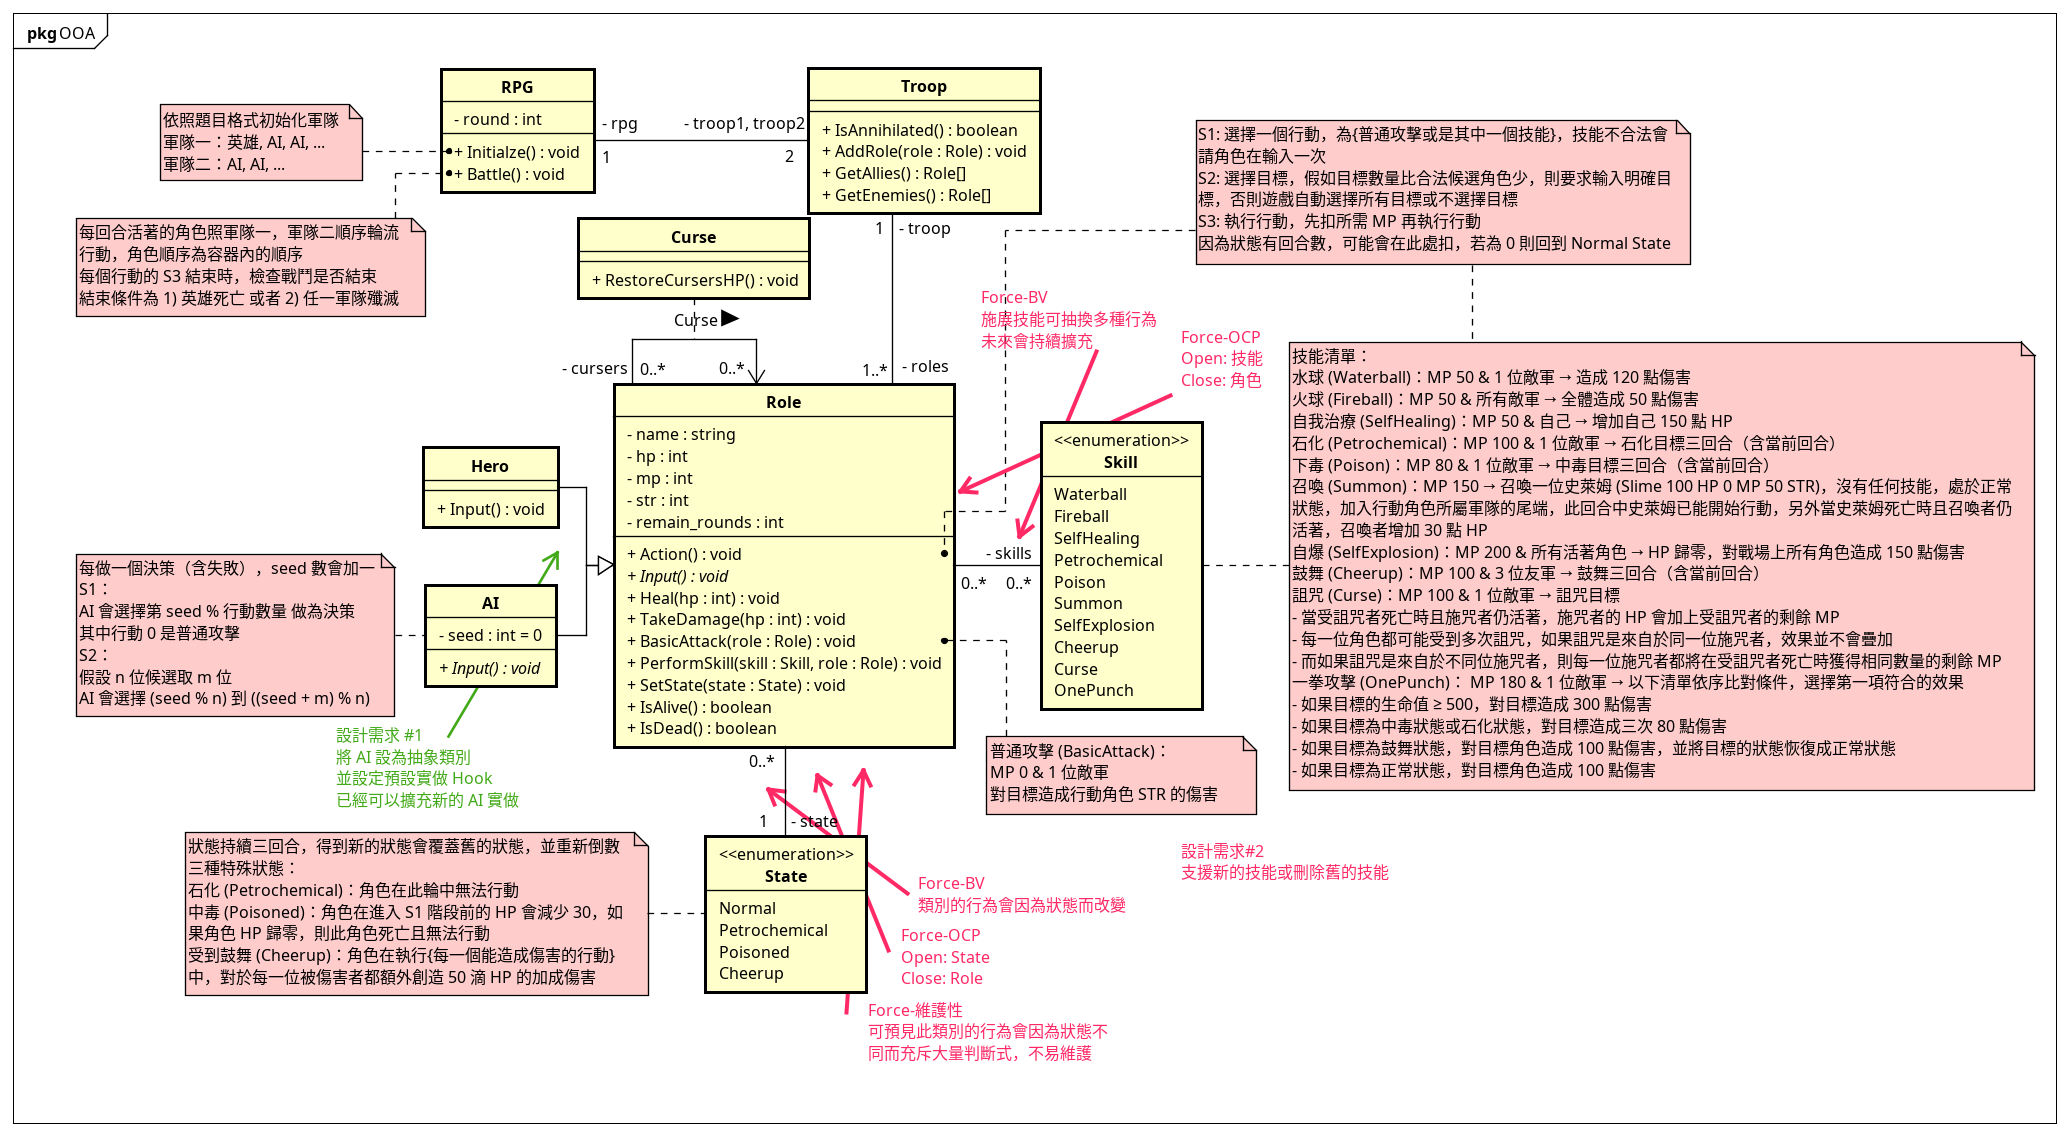 pkg OOA
RPG
- round : int
+ Initialze() : void
+ Battle() : void
- rpg
1
- troop1, troop2
2
Troop
+ IsAnnihilated() : boolean
+ AddRole(role : Role) : void
+ GetAllies() : Role[]
+ GetEnemies() : Role[]
依照題目格式初始化軍隊
軍隊一：英雄, AI, AI, ...
軍隊二：AI, AI, ...
每回合活著的角色照軍隊一，軍隊二順序輪流
行動，角色順序為容器內的順序
每個行動的 S3 結束時，檢查戰鬥是否結束
結束條件為 1) 英雄死亡 或者 2) 任一軍隊殲滅
S1: 選擇一個行動，為{普通攻擊或是其中一個技能}，技能不合法會
請角色在輸入一次
S2: 選擇目標，假如目標數量比合法候選角色少，則要求輸入明確目
標，否則遊戲自動選擇所有目標或不選擇目標
S3: 執行行動，先扣所需 MP 再執行行動
因為狀態有回合數，可能會在此處扣，若為 0 則回到 Normal State
Curse
+ RestoreCursersHP() : void
Curse
- cursers
0..*
0..*
1
- troop
1..*
- roles
Force-BV
施展技能可抽換多種行為
未來會持續擴充
Force-OCP
Open: 技能
Close: 角色
Role
- name : string
- hp : int
- mp : int
- str : int
- remain_rounds : int
+ Action() : void
+ Input() : void
+ Heal(hp : int) : void
+ TakeDamage(hp : int) : void
+ BasicAttack(role : Role) : void
+ PerformSkill(skill : Skill, role : Role) : void
+ SetState(state : State) : void
+ IsAlive() : boolean
+ IsDead() : boolean
Hero
+ Input() : void
AI
- seed : int = 0
+ Input() : void
每做一個決策（含失敗）, seed 數會加一
S1：
AI 會選擇第 seed % 行動數量 做為決策
其中行動 0 是普通攻擊
S2：
假設 n 位候選取 m 位
AI 會選擇 (seed % n) 到 ((seed + m) % n)
設計需求 #1
將 AI 設為抽象類別
並設定預設實做 Hook
已經可以擴充新的 AI 實做
- skills
0..*
0..*
<<enumeration>>
Skill
Waterball
Fireball
SelfHealing
Petrochemical
Poison
Summon
SelfExplosion
Cheerup
Curse
OnePunch
技能清單：
水球 (Waterball)：MP 50 & 1 位敵軍 → 造成 120 點傷害
火球 (Fireball)：MP 50 & 所有敵軍 → 全體造成 50 點傷害
自我治療 (SelfHealing)：MP 50 & 自己 → 增加自己 150 點 HP
石化 (Petrochemical)：MP 100 & 1 位敵軍 → 石化目標三回合（含當前回合）
下毒 (Poison)：MP 80 & 1 位敵軍 → 中毒目標三回合（含當前回合）
召喚 (Summon)：MP 150 → 召喚一位史萊姆 (Slime 100 HP 0 MP 50 STR)，沒有任何技能，處於正常
狀態，加入行動角色所屬軍隊的尾端，此回合中史萊姆已能開始行動，另外當史萊姆死亡時且召喚者仍
活著，召喚者增加 30 點 HP
自爆 (SelfExplosion)：MP 200 & 所有活著角色 → HP 歸零，對戰場上所有角色造成 150 點傷害
鼓舞 (Cheerup)：MP 100 & 3 位友軍 → 鼓舞三回合（含當前回合）
詛咒 (Curse)：MP 100 & 1 位敵軍 → 詛咒目標
- 當受詛咒者死亡時且施咒者仍活著，施咒者的 HP 會加上受詛咒者的剩餘 MP
- 每一位角色都可能受到多次詛咒，如果詛咒是來自於同一位施咒者，效果並不會疊加
- 而如果詛咒是來自於不同位施咒者，則每一位施咒者都將在受詛咒者死亡時獲得相同數量的剩餘 MP
一拳攻擊 (OnePunch)： MP 180 & 1 位敵軍 → 以下清單依序比對條件，選擇第一項符合的效果
- 如果目標的生命值 ≥ 500，對目標造成 300 點傷害
- 如果目標為中毒狀態或石化狀態，對目標造成三次 80 點傷害
- 如果目標為鼓舞狀態，對目標角色造成 100 點傷害，並將目標的狀態恢復成正常狀態
- 如果目標為正常狀態，對目標角色造成 100 點傷害
普通攻擊 (BasicAttack)：
MP 0 & 1 位敵軍
對目標造成行動角色 STR 的傷害
設計需求#2
支援新的技能或刪除舊的技能
0..*
1
- state
<<enumeration>>
State
Normal
Petrochemical
Poisoned
Cheerup
狀態持續三回合，得到新的狀態會覆蓋舊的狀態，並重新倒數
三種特殊狀態：
石化 (Petrochemical)：角色在此輪中無法行動
中毒 (Poisoned)：角色在進入 S1 階段前的 HP 會減少 30，如
果角色 HP 歸零，則此角色死亡且無法行動
受到鼓舞 (Cheerup)：角色在執行{每一個能造成傷害的行動}
中，對於每一位被傷害者都額外創造 50 滴 HP 的加成傷害
Force-BV
類別的行為會因為狀態而改變
Force-OCP
Open: State
Close: Role
Force-維護性
可預見此類別的行為會因為狀態不
同而充斥大量判斷式，不易維護